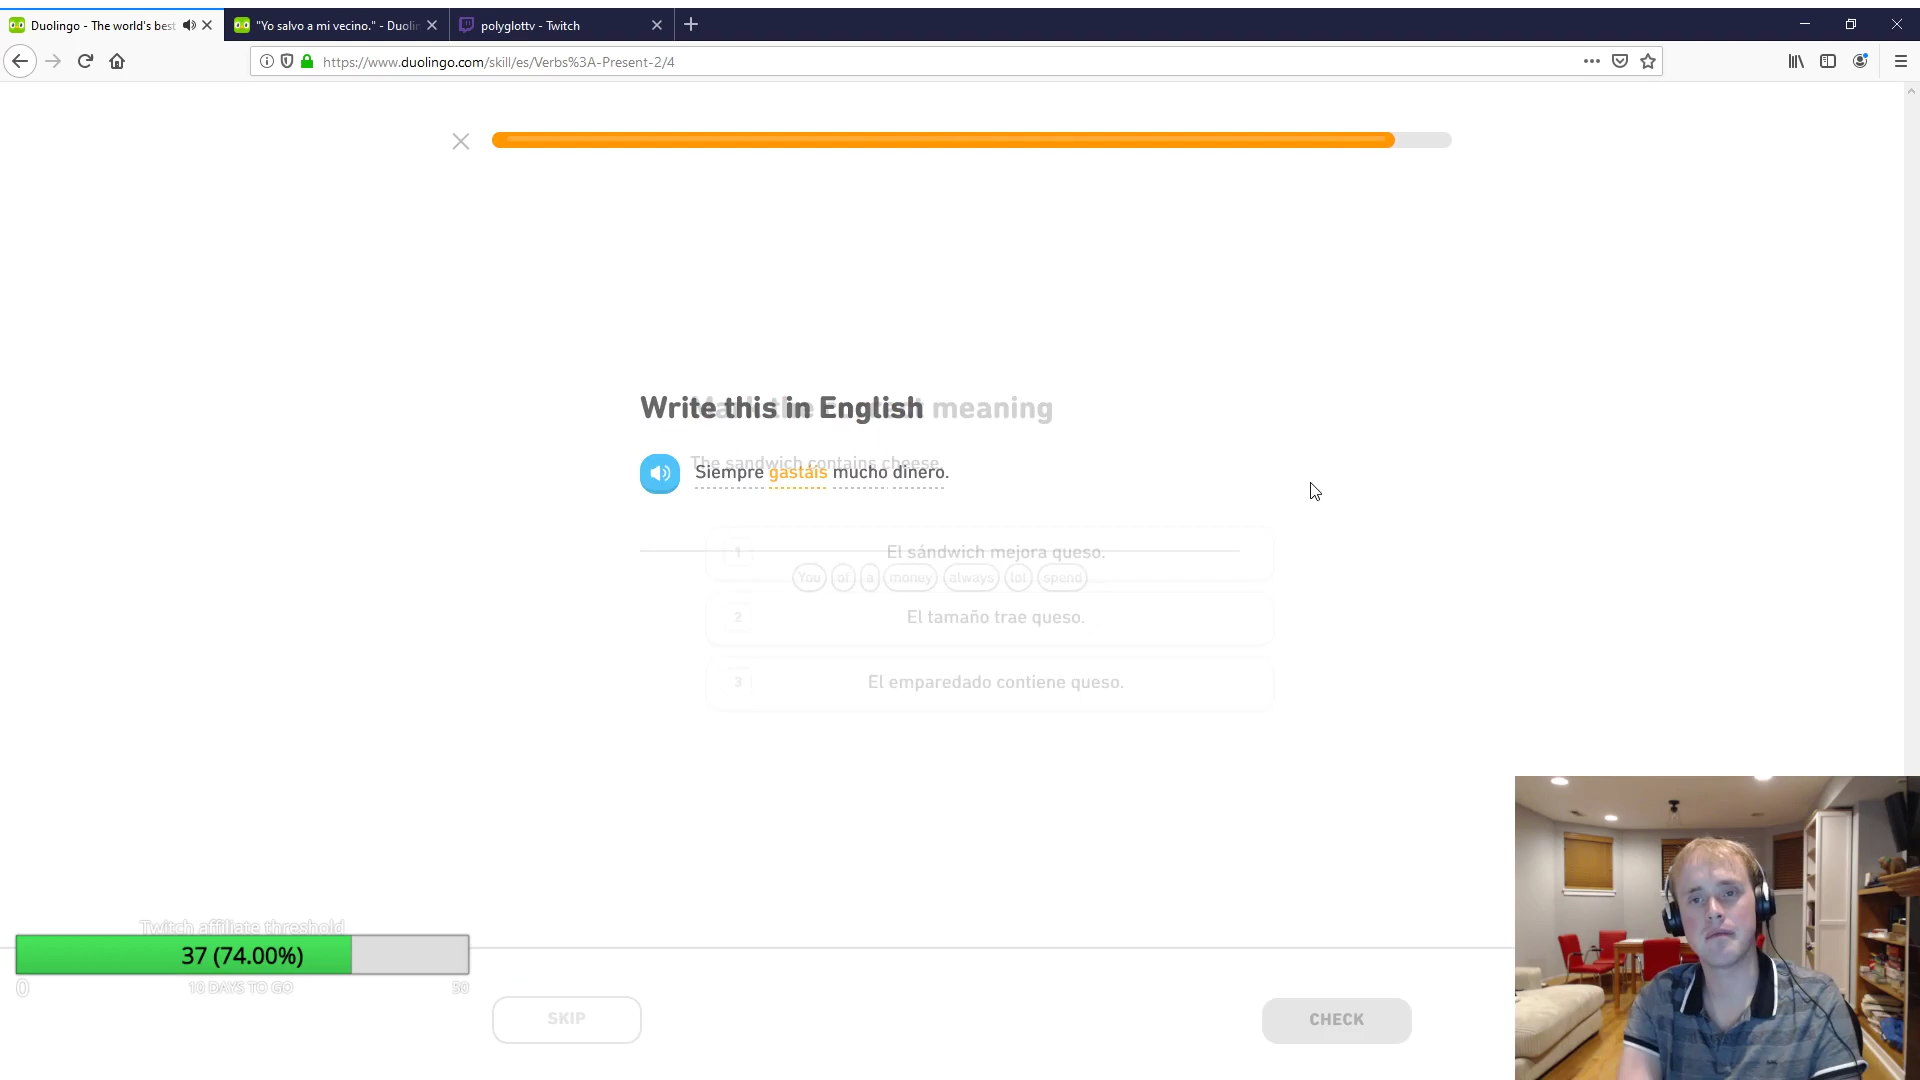 Duolingo - The world's best
"Yo salvo a mi vecino." - Duolin
polyglottv - Twitch
https://www.duolingo.com/skill/es/Verbs%3A-Present-2/4
Write this in English
meaning
The sandwich contains cheese.
Siempre gastáis mucho dinero.
1 El sándwich mejora queso.
You of a money always lol spend
2 El tamaño trae queso.
3 El emparedado contiene queso.
Twitch affiliate threshold
37 (74.00%)
0 10 DAYS TO GO 50
SKIP
CHECK